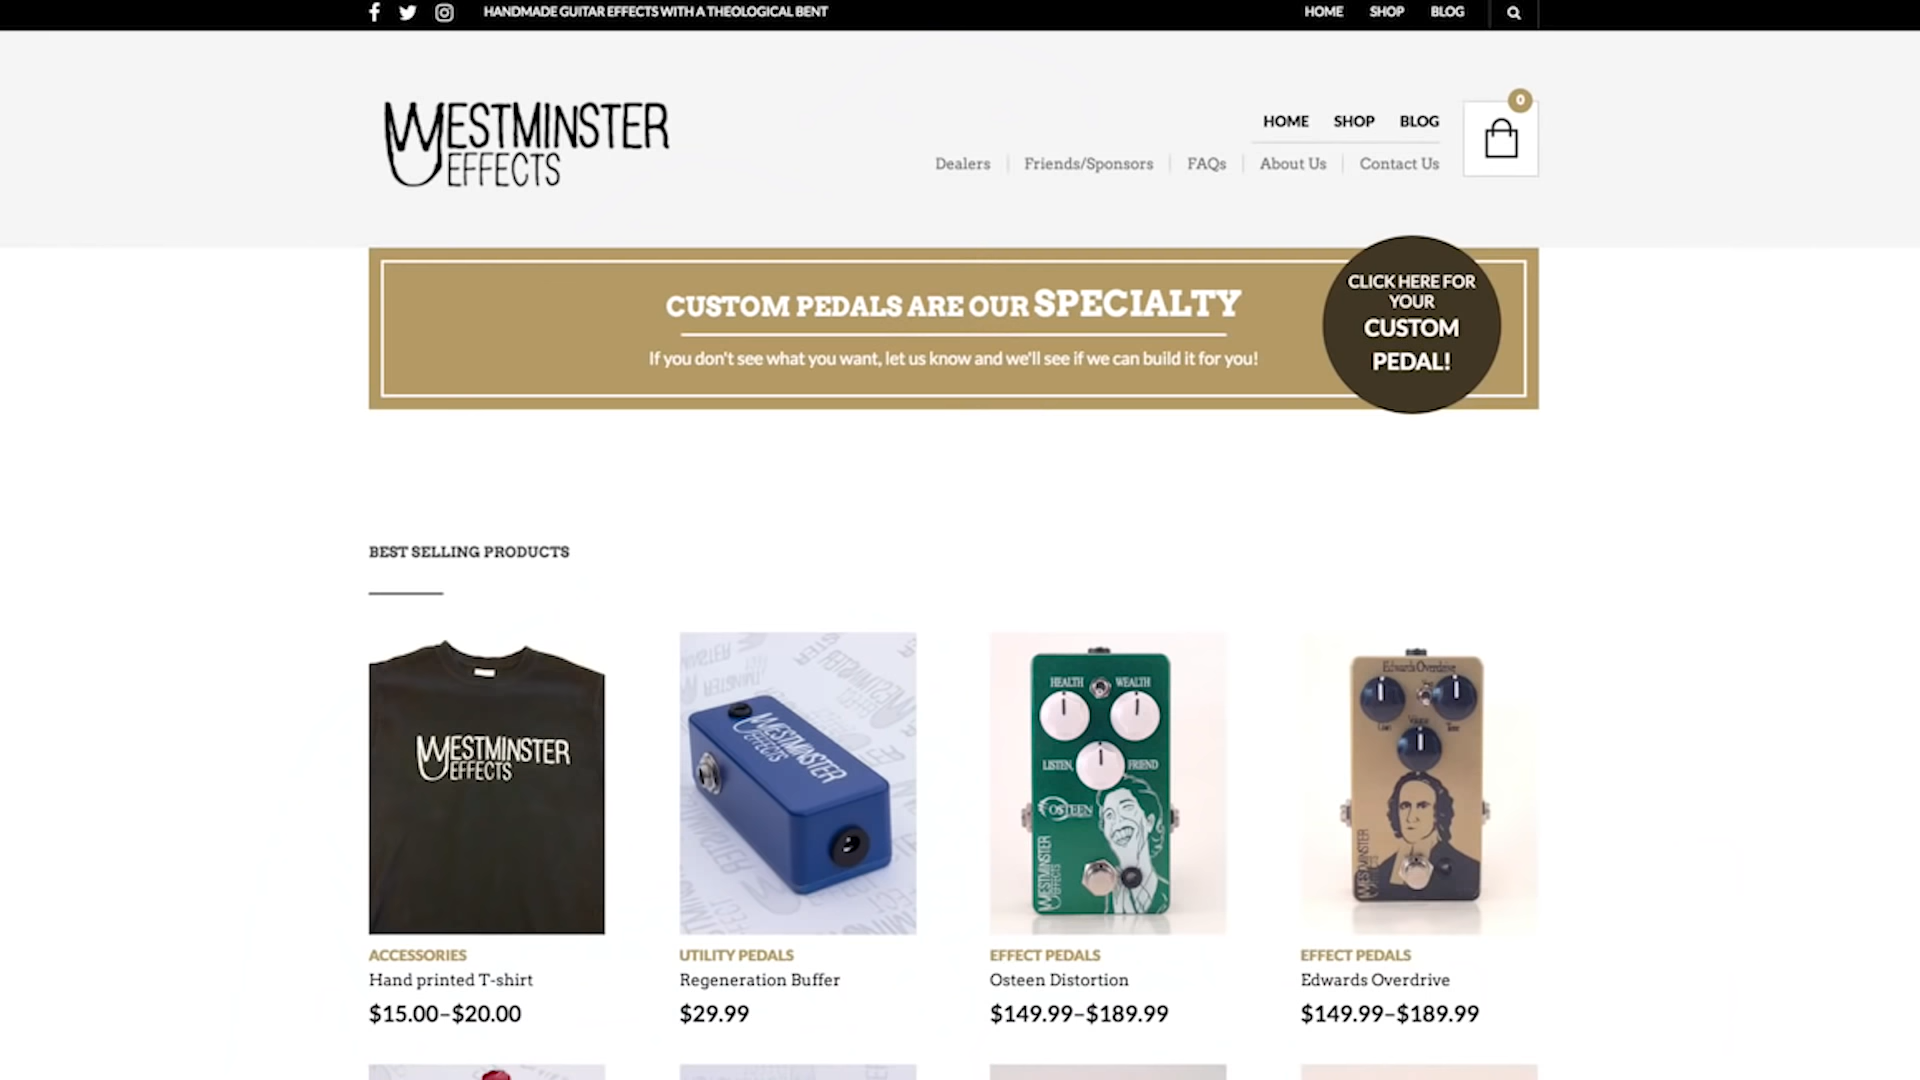 HANDMADE GUITAR EFFECTS WITH A THEOLOGICAL BENT
HOME SHOP BLOG
WESTMINSTER
EFFECTS
HOME SHOP BLOG
0
Dealers Friends/Sponsors FAQs About Us Contact Us
CUSTOM PEDALS ARE OUR SPECIALTY
If you don't see what you want, let us know and we'll see if we can build it for you!
CLICK HERE FOR
YOUR
CUSTOM
PEDAL!
BEST SELLING PRODUCTS
WESTMINSTER
EFFECTS
WESTMINSTER
EFFECTS
HEALTH WEALTH
LISTEN, FRIEND
OSTEEN
WESTMINSTER
EFFECTS
Edwards Overdrive
Volume
Tone
WESTMINSTER
EFFECTS
ACCESSORIES
Hand printed T-shirt
$15.00–$20.00
UTILITY PEDALS
Regeneration Buffer
$29.99
EFFECT PEDALS
Osteen Distortion
$149.99–$189.99
EFFECT PEDALS
Edwards Overdrive
$149.99–$189.99